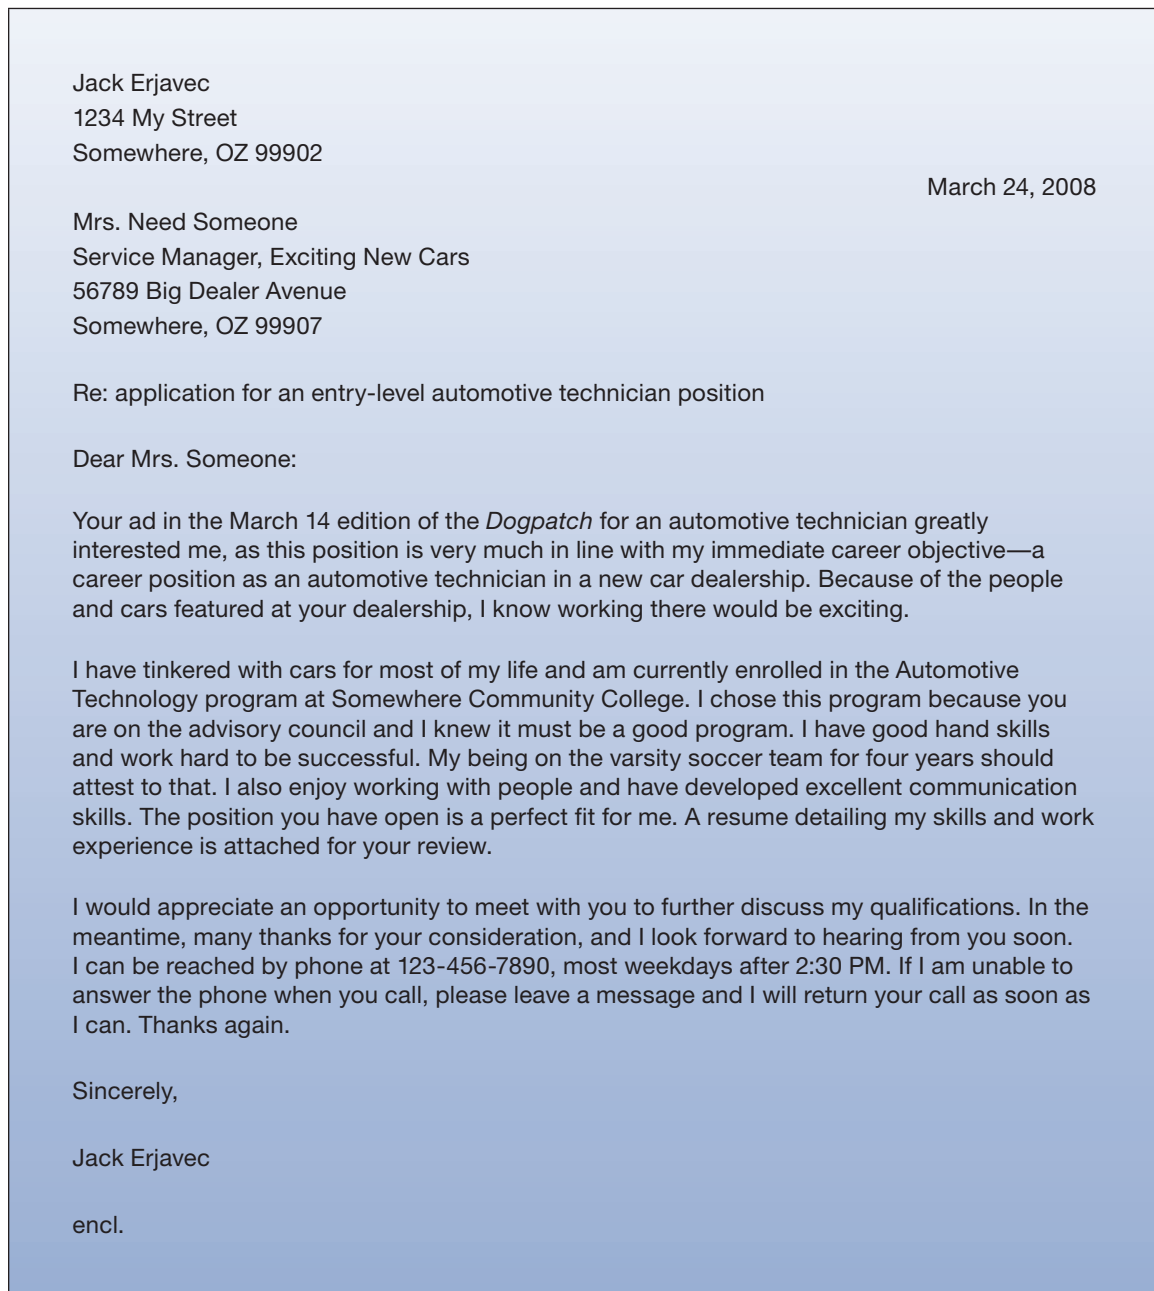 Jack Erjavec
1234 My Street
Somewhere, OZ 99902
March 24, 2008
Mrs. Need Someone
Service Manager, Exciting New Cars
56789 Big Dealer Avenue
Somewhere, OZ 99907
Re: application for an entry-level automotive technician position
Dear Mrs. Someone:
Your ad in the March 14 edition of the Dogpatch for an automotive technician greatly
interested me, as this position is very much in line with my immediate career objective—a
career position as an automotive technician in a new car dealership. Because of the people
and cars featured at your dealership, I know working there would be exciting.
I have tinkered with cars for most of my life and am currently enrolled in the Automotive
Technology program at Somewhere Community College. I chose this program because you
are on the advisory council and I knew it must be a good program. I have good hand skills
and work hard to be successful. My being on the varsity soccer team for four years should
attest to that. I also enjoy working with people and have developed excellent communication
skills. The position you have open is a perfect fit for me. A resume detailing my skills and work
experience is attached for your review.
I would appreciate an opportunity to meet with you to further discuss my qualifications. In the
meantime, many thanks for your consideration, and I look forward to hearing from you soon.
I can be reached by phone at 123-456-7890, most weekdays after 2:30 PM. If I am unable to
answer the phone when you call, please leave a message and I will return your call as soon as
I can. Thanks again.
Sincerely,
Jack Erjavec
encl.